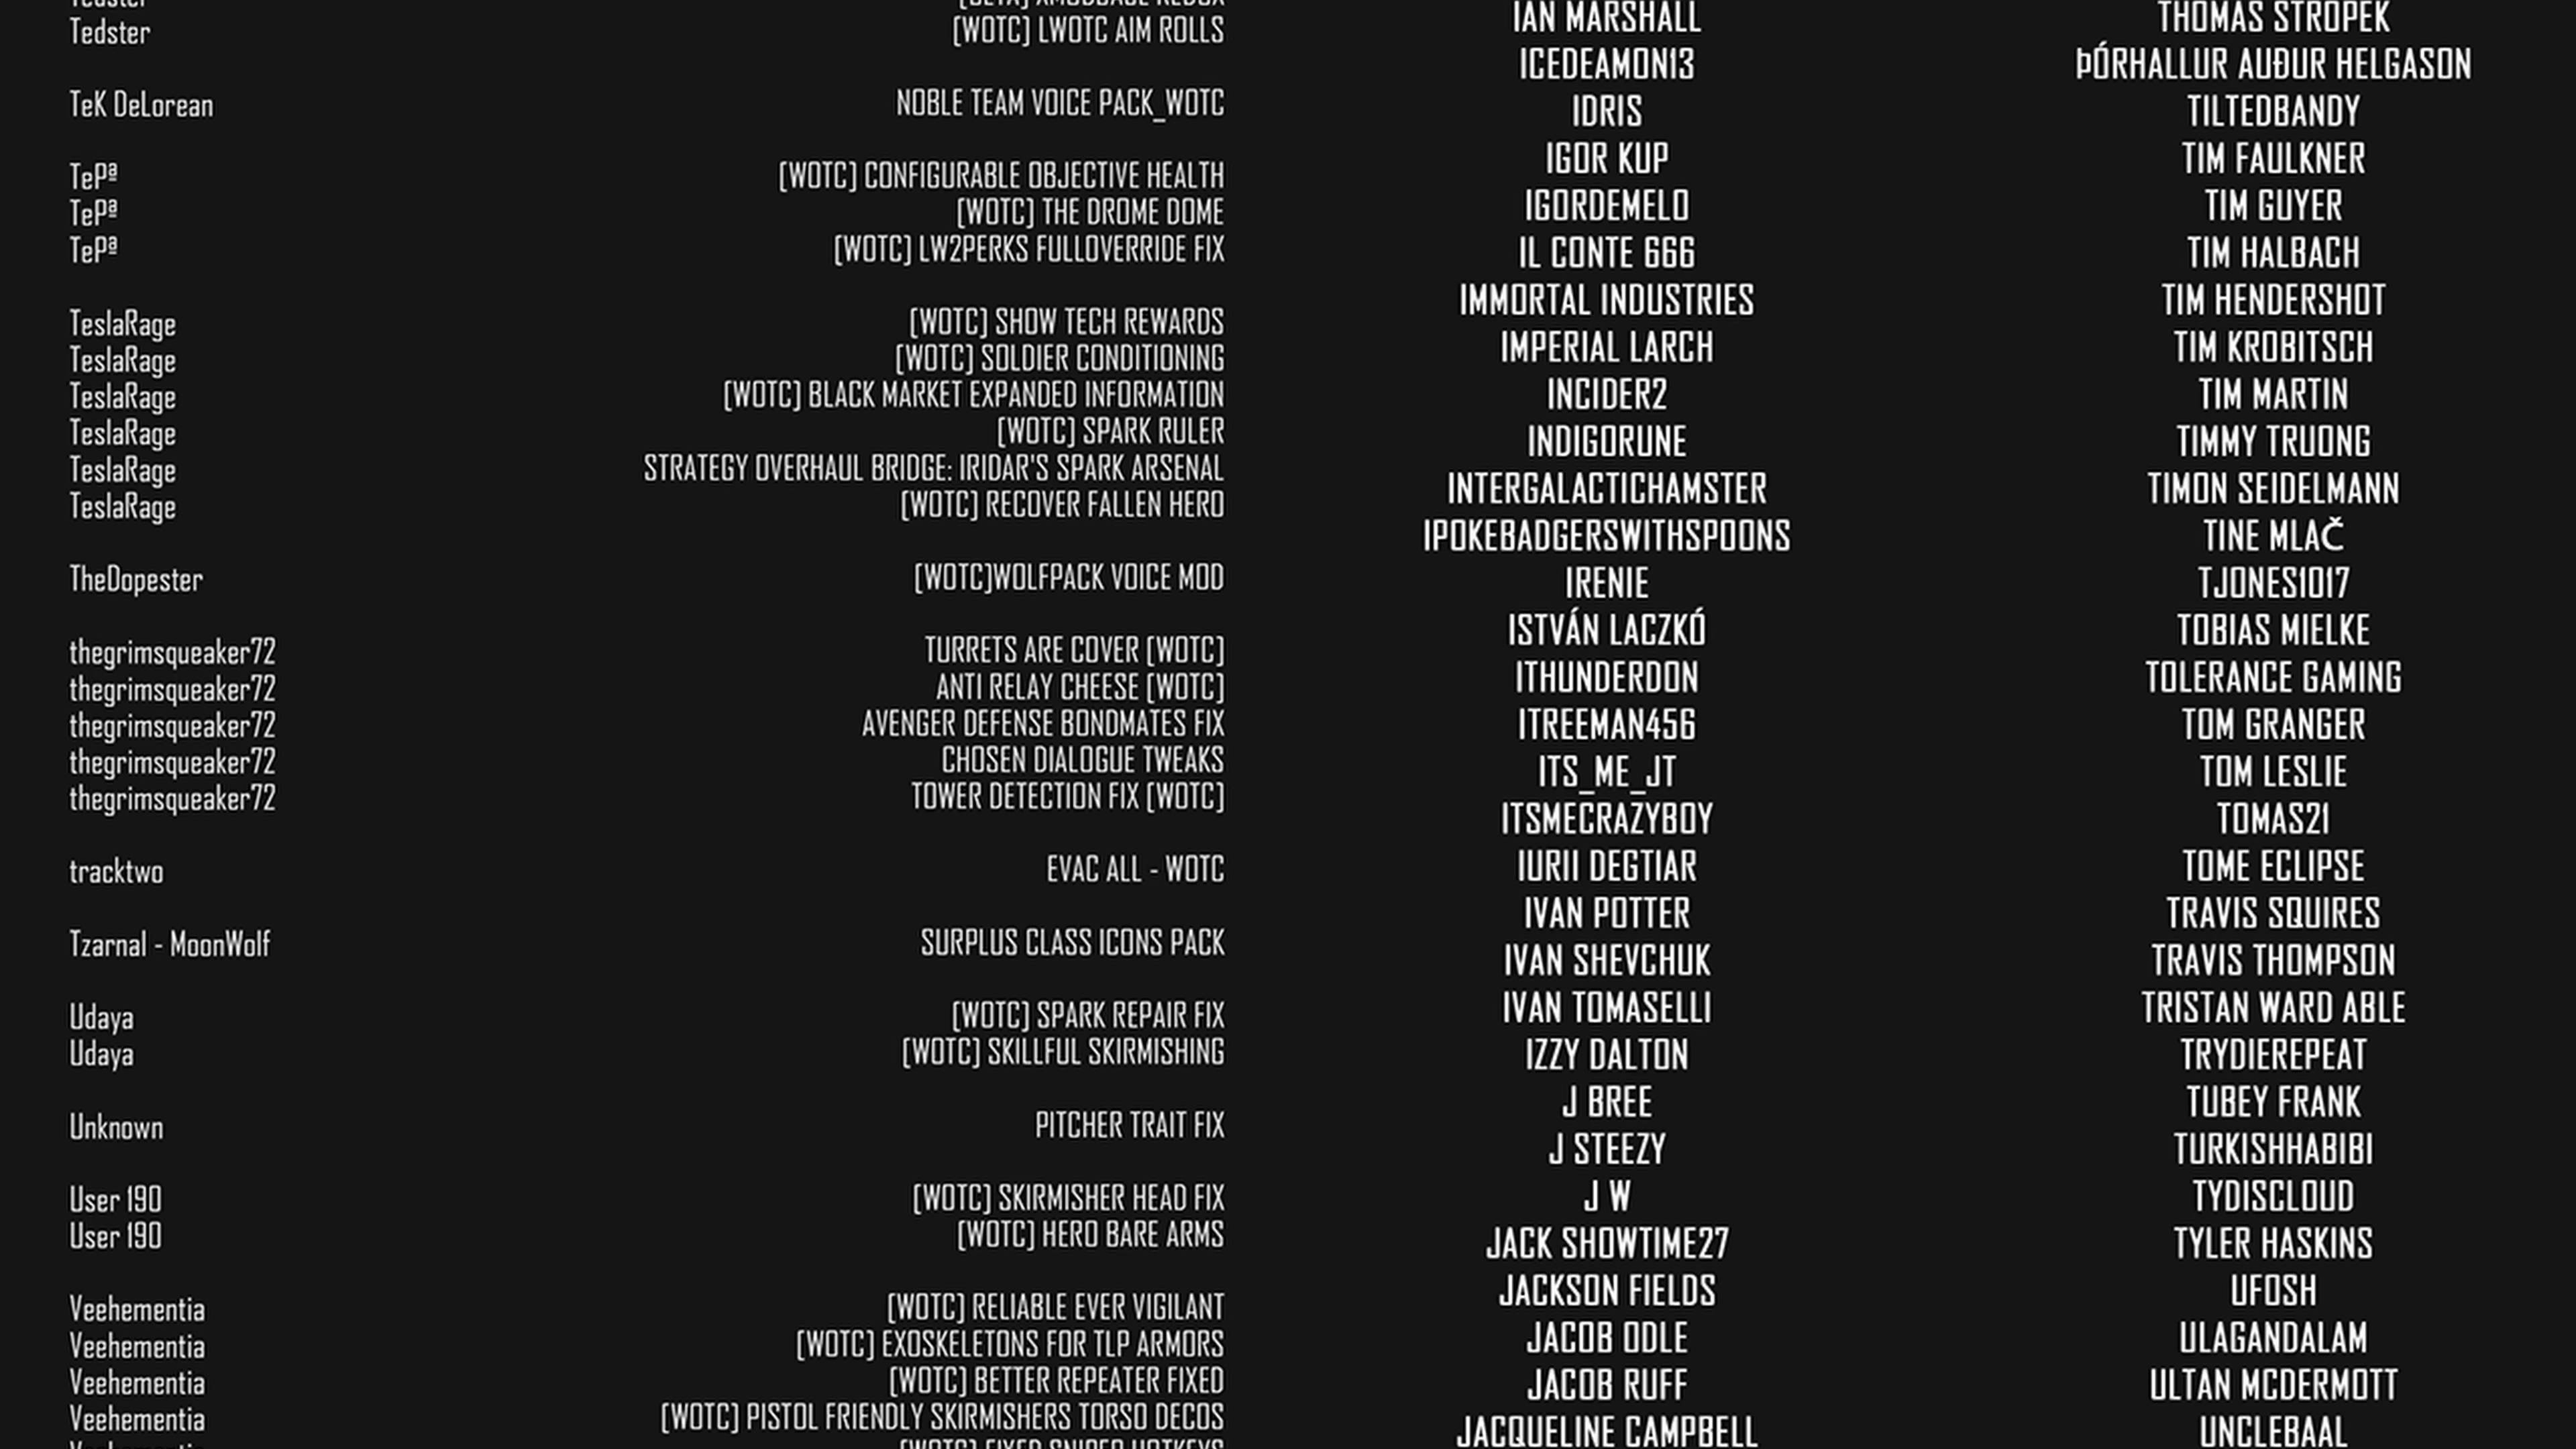 Tedster [WOTC] LWOTC AIM ROLLS
TeK DeLorean NOBLE TEAM VOICE PACK_WOTC
TePª [WOTC] CONFIGURABLE OBJECTIVE HEALTH
TePª [WOTC] THE DROME DOME
TePª [WOTC] LW2PERKS FULLOVERRIDE FIX
TeslaRage [WOTC] SHOW TECH REWARDS
TeslaRage [WOTC] SOLDIER CONDITIONING
TeslaRage [WOTC] BLACK MARKET EXPANDED INFORMATION
TeslaRage [WOTC] SPARK RULER
TeslaRage STRATEGY OVERHAUL BRIDGE: IRIDAR'S SPARK ARSENAL
TeslaRage [WOTC] RECOVER FALLEN HERO
TheDopester [WOTC]WOLFPACK VOICE MOD
thegrimsqueaker72 TURRETS ARE COVER [WOTC]
thegrimsqueaker72 ANTI RELAY CHEESE [WOTC]
thegrimsqueaker72 AVENGER DEFENSE BONDMATES FIX
thegrimsqueaker72 CHOSEN DIALOGUE TWEAKS
thegrimsqueaker72 TOWER DETECTION FIX [WOTC]
tracktwo EVAC ALL - WOTC
Tzarnal - MoonWolf SURPLUS CLASS ICONS PACK
Udaya [WOTC] SPARK REPAIR FIX
Udaya [WOTC] SKILLFUL SKIRMISHING
Unknown PITCHER TRAIT FIX
User 190 [WOTC] SKIRMISHER HEAD FIX
User 190 [WOTC] HERO BARE ARMS
Veehementia [WOTC] RELIABLE EVER VIGILANT
Veehementia [WOTC] EXOSKELETONS FOR TLP ARMORS
Veehementia [WOTC] BETTER REPEATER FIXED
Veehementia [WOTC] PISTOL FRIENDLY SKIRMISHERS TORSO DECOS
IAN MARSHALL
ICEDEAMON13
IDRIS
IGOR KUP
IGORDEMELO
IL CONTE 666
IMMORTAL INDUSTRIES
IMPERIAL LARCH
INCIDER2
INDIGORUNE
INTERGALACTICHAMSTER
IPOKEBADGERSWITHSPOONS
IRENIE
ISTVÁN LACZKÓ
ITHUNDERDON
ITREEMAN456
ITS_ME_JT
ITSMECRAZYBOY
IURII DEGTIAR
IVAN POTTER
IVAN SHEVCHUK
IVAN TOMASELLI
IZZY DALTON
J BREE
J STEEZY
J W
JACK SHOWTIME27
JACKSON FIELDS
JACOB ODLE
JACOB RUFF
JACQUELINE CAMPBELL
THOMAS STROPEK
ÞÓRHALLUR AUÐUR HELGASON
TILTEDBANDY
TIM FAULKNER
TIM GUYER
TIM HALBACH
TIM HENDERSHOT
TIM KROBITSCH
TIM MARTIN
TIMMY TRUONG
TIMON SEIDELMANN
TINE MLAČ
TJONES1017
TOBIAS MIELKE
TOLERANCE GAMING
TOM GRANGER
TOM LESLIE
TOMAS21
TOME ECLIPSE
TRAVIS SQUIRES
TRAVIS THOMPSON
TRISTAN WARD ABLE
TRYDIEREPEAT
TUBEY FRANK
TURKISHHABIBI
TYDISCLOUD
TYLER HASKINS
UFOSH
ULAGANDALAM
ULTAN MCDERMOTT
UNCLEBAAL